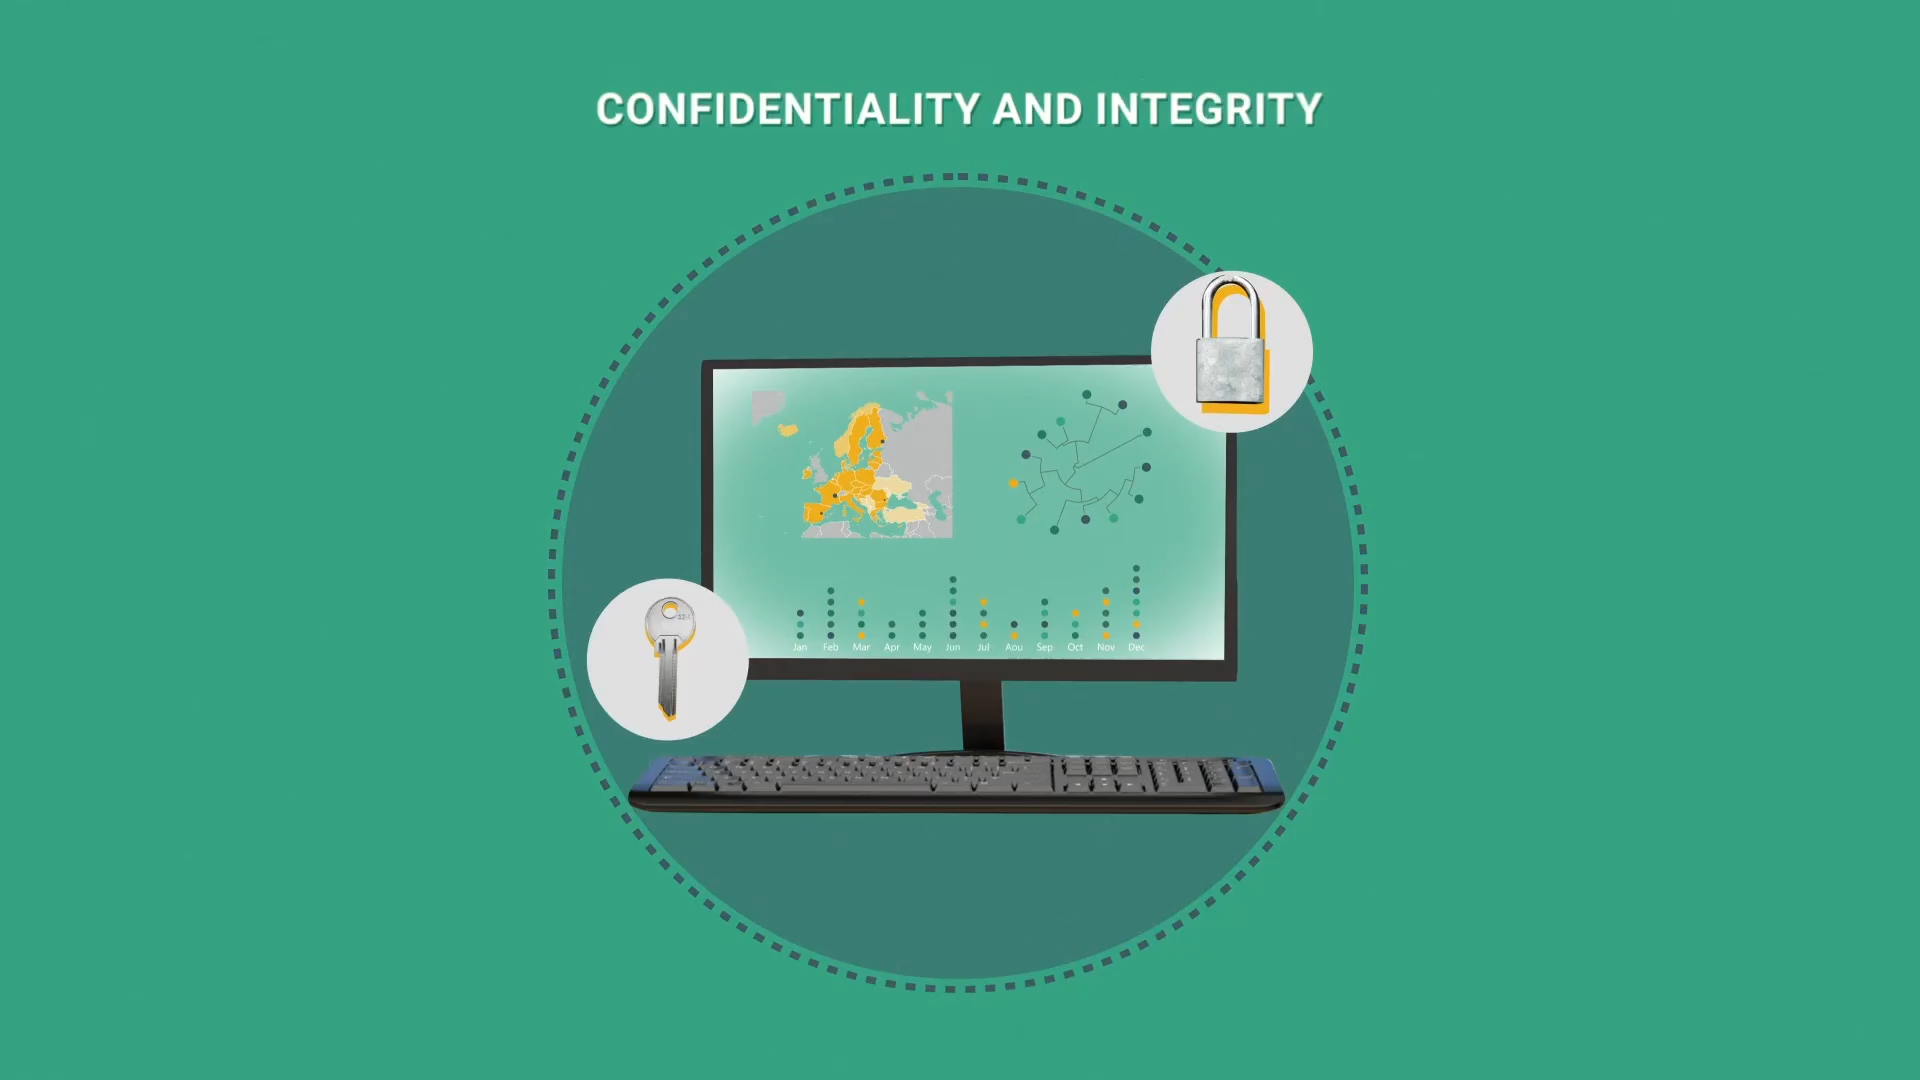 CONFIDENTIALITY AND INTEGRITY
Jan Feb Mar Apr May Jun Jul Aou Sep Oct Nov Dec